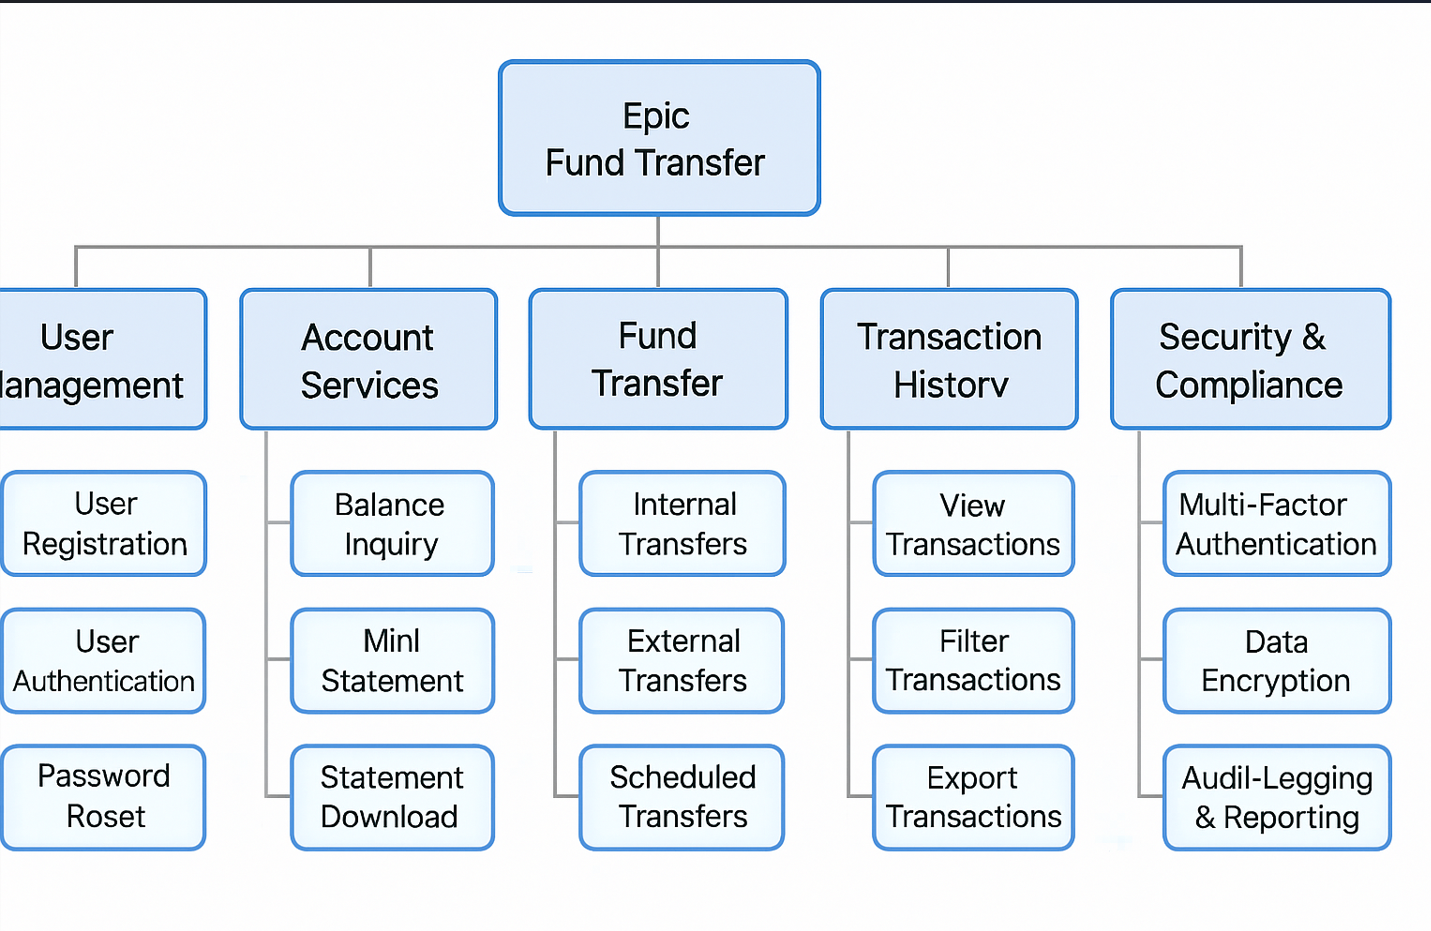 Epic
Fund Transfer
User
anagement
Account
Services
Fund
Transfer
Transaction
Historv
Security &
Compliance
User
Registration
User
Authentication
Password
Roset
Balance
Inquiry
Minl
Statement
Statement
Download
Internal
Transfers
External
Transfers
Scheduled
Transfers
View
Transactions
Filter
Transactions
Export
Transactions
Multi-Factor
Authentication
Data
Encryption
Audil-Legging
& Reporting